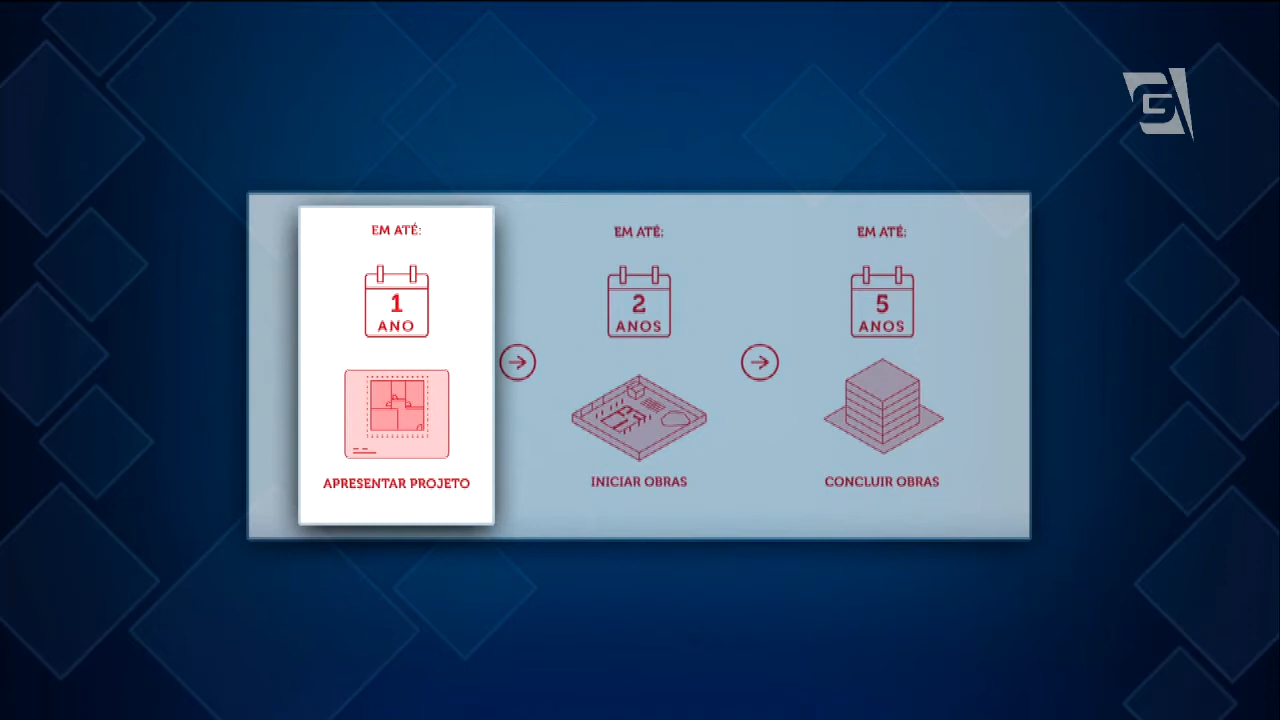 EM ATÉ:
1
ANO
APRESENTAR PROJETO
EM ATÉ:
2
ANOS
INICIAR OBRAS
EM ATÉ:
5
ANOS
CONCLUIR OBRAS